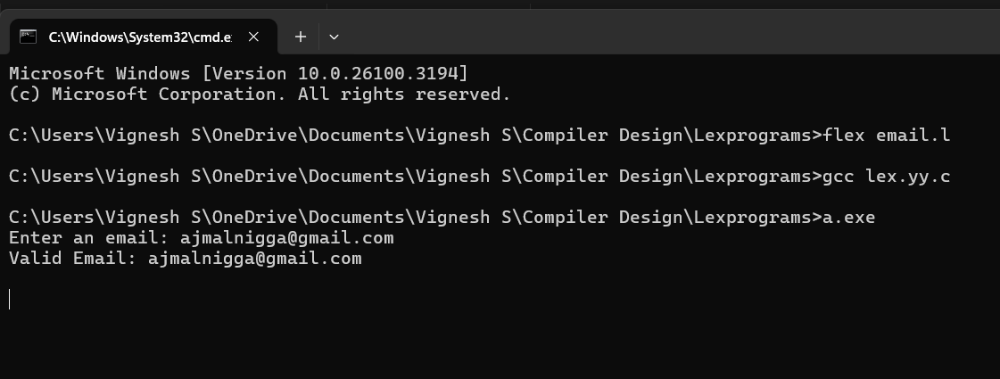 C:\Windows\System32\cmd.e
Microsoft Windows [Version 10.0.26100.3194]
(c) Microsoft Corporation. All rights reserved.
C:\Users\Vignesh S\OneDrive\Documents\Vignesh S\Compiler Design\Lexprograms>flex email.l
C:\Users\Vignesh S\OneDrive\Documents\Vignesh S\Compiler Design\Lexprograms>gcc lex.yy.c
C:\Users\Vignesh S\OneDrive\Documents\Vignesh S\Compiler Design\Lexprograms>a.exe
Enter an email: ajmalnigga@gmail.com
Valid Email: ajmalnigga@gmail.com